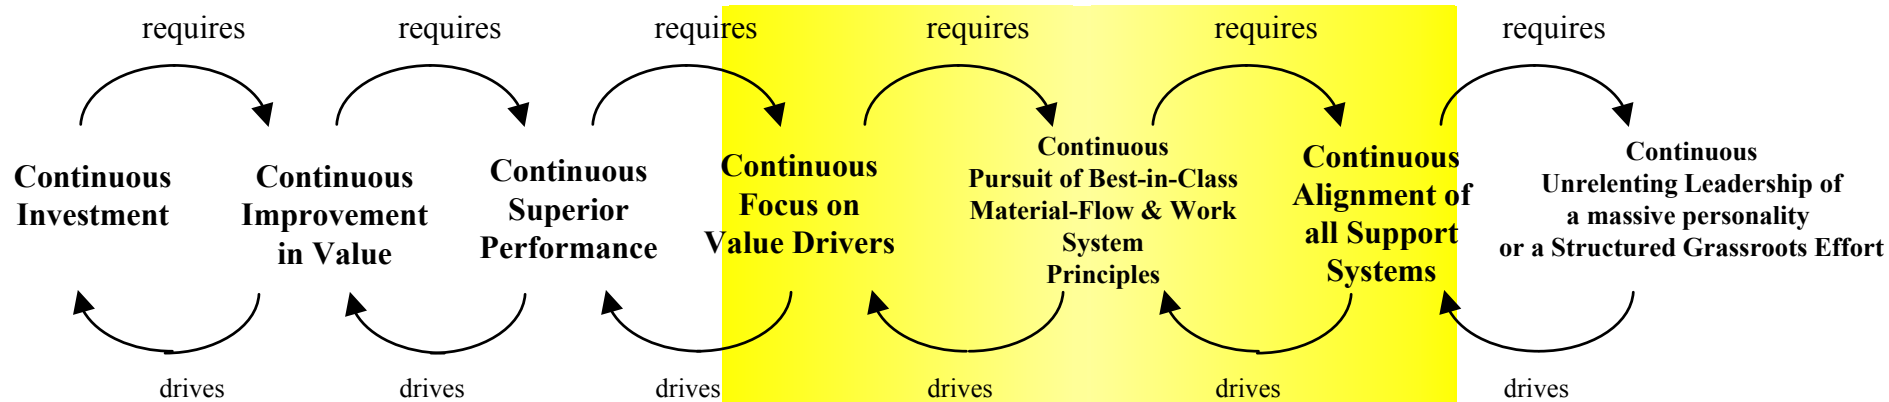 requires
requires
requires
requires
requires
requires
Continuous
Investment
Continuous
Improvement
in Value
Continuous
Superior
Performance
Continuous
Focus on
Value Drivers
Continuous
Pursuit of Best-in-Class
Material-Flow & Work
System
Principles
Continuous
Alignment of
all Support
Systems
Continuous
Unrelenting Leadership of
a massive personality
or a Structured Grassroots Effort
drives
drives
drives
drives
drives
drives